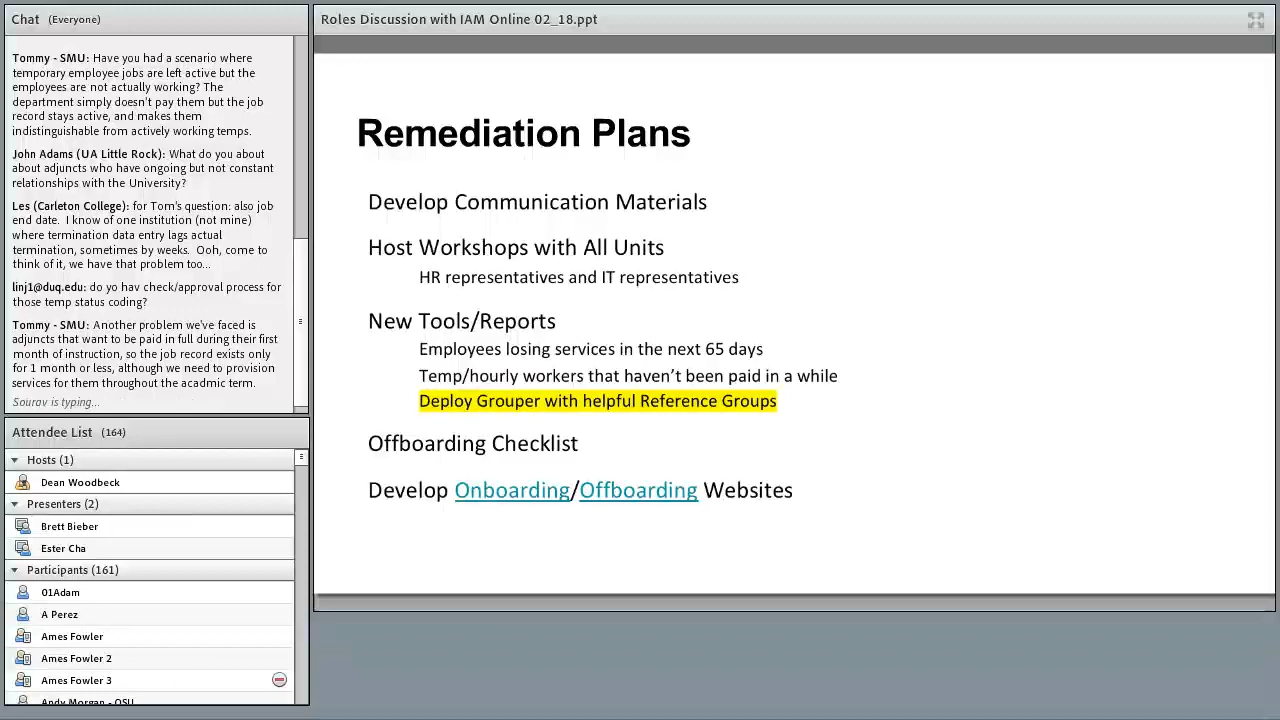 Chat (Everyone)
Tommy - SMU: Have you had a scenario where
temporary employee jobs are left active but the
employees are not actually working? The
department simply doesn't pay them but the job
record stays active, and makes them
indistinguishable from actively working temps.
John Adams (UA Little Rock): What do you about
about adjuncts who have ongoing but not constant
relationships with the University?
Les (Carleton College): for Tom's question: also job
end date. I know of one institution (not mine)
where termination data entry lags actual
termination, sometimes by weeks. Ooh, come to
think of it, we have that problem too...
linj1@duq.edu: do yo hav check/approval process for
those temp status coding?
Tommy - SMU: Another problem we've faced is
adjuncts that want to be paid in full during their first
month of instruction, so the job record exists only
for 1 month or less, although we need to provision
services for them throughout the acadmic term.
Sourav is typing...
Attendee List (164)
Hosts (1)
Dean Woodbeck
Presenters (2)
Brett Bieber
Ester Cha
Participants (161)
01Adam
A Perez
Ames Fowler
Ames Fowler 2
Ames Fowler 3
Andy Morgan - OSU
Roles Discussion with IAM Online 02_18.ppt
Remediation Plans
Develop Communication Materials
Host Workshops with All Units
HR representatives and IT representatives
New Tools/Reports
Employees losing services in the next 65 days
Temp/hourly workers that haven't been paid in a while
Deploy Grouper with helpful Reference Groups
Offboarding Checklist
Develop Onboarding/Offboarding Websites